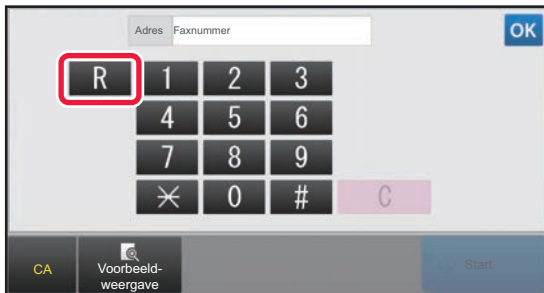 Adres Faxnummer OK
R 1 2 3
4 5 6
7 8 9
* 0 # C
CA
Voorbeeld-
weergave
Start